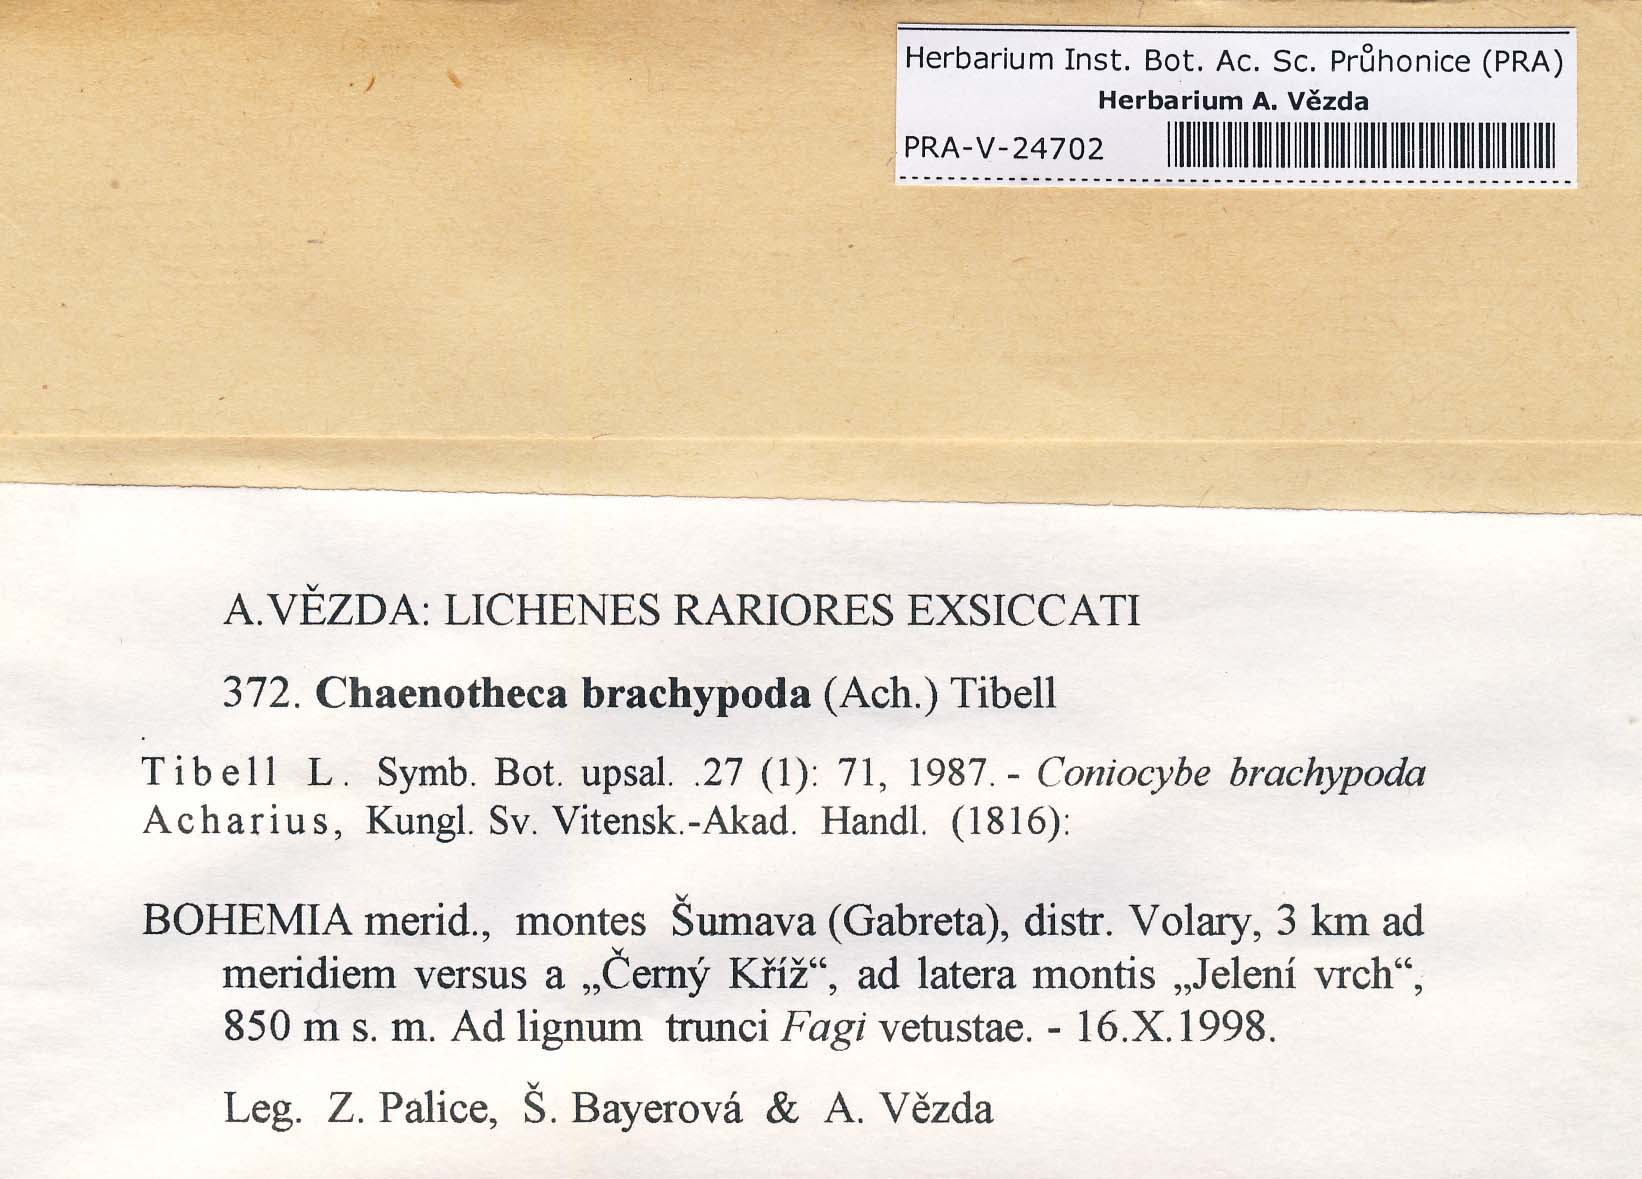 Herbarium Inst. Bot. Ac. Sc. Průhonice (PRA)
Herbarium A. Vězda
PRA-V-24702
A.VĚZDA: LICHENES RARIORES EXSICCATI
372. Chaenotheca brachypoda (Ach.) Tibell
Tibell L. Symb. Bot. upsal. .27 (1): 71, 1987. - Coniocybe brachypoda
Acharius, Kungl. Sv. Vitensk.-Akad. Handl. (1816):
BOHEMIA merid., montes Šumava (Gabreta), distr. Volary, 3 km ad
meridiem versus a „Černý Kříž“, ad latera montis „Jelení vrch“,
850 m s. m. Ad lignum trunci Fagi vetustae. - 16.X.1998.
Leg. Z. Palice, Š. Bayerová & A. Vězda